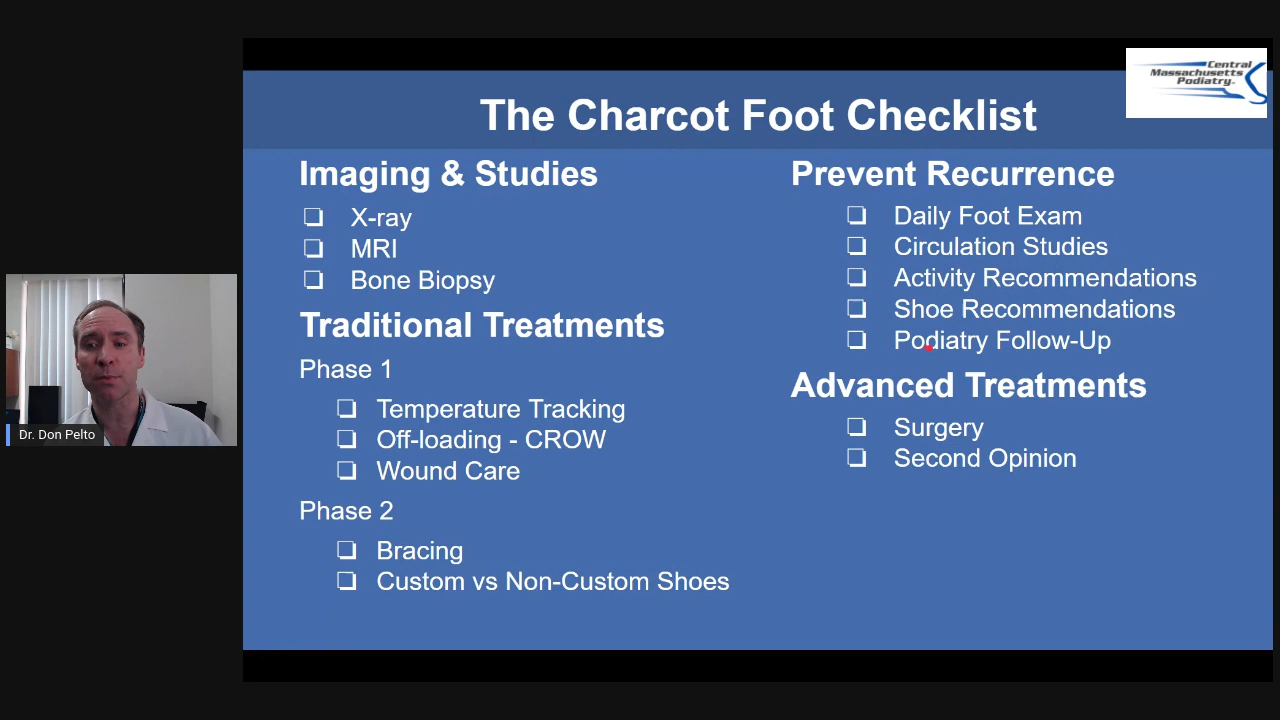 Central
Massachusetts
Podiatry
The Charcot Foot Checklist
Imaging & Studies
X-ray
MRI
Bone Biopsy
Traditional Treatments
Phase 1
Temperature Tracking
Off-loading - CROW
Wound Care
Phase 2
Bracing
Custom vs Non-Custom Shoes
Prevent Recurrence
Daily Foot Exam
Circulation Studies
Activity Recommendations
Shoe Recommendations
Podiatry Follow-Up
Advanced Treatments
Surgery
Second Opinion
Dr. Don Pelto